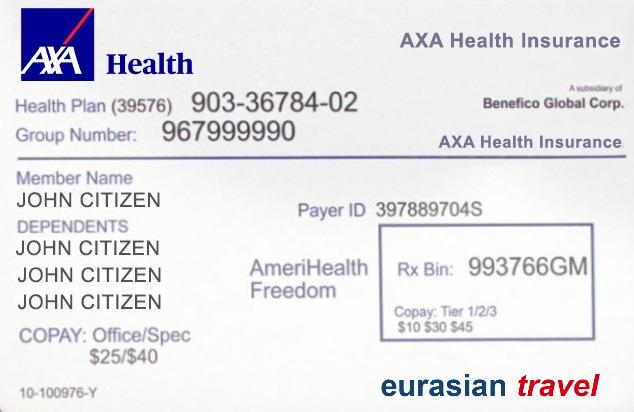 AXA Health
AXA Health Insurance
A subsidiary of
Benefico Global Corp.
Health Plan (39576) 903-36784-02
Group Number: 967999990
AXA Health Insurance
Member Name
JOHN CITIZEN
Payer ID 397889704S
DEPENDENTS
JOHN CITIZEN
JOHN CITIZEN
JOHN CITIZEN
AmeriHealth
Freedom
Rx Bin: 993766GM
Copay: Tier 1/2/3
$10 $30 $45
COPAY: Office/Spec
$25/$40
10-100976-Y
eurasian travel